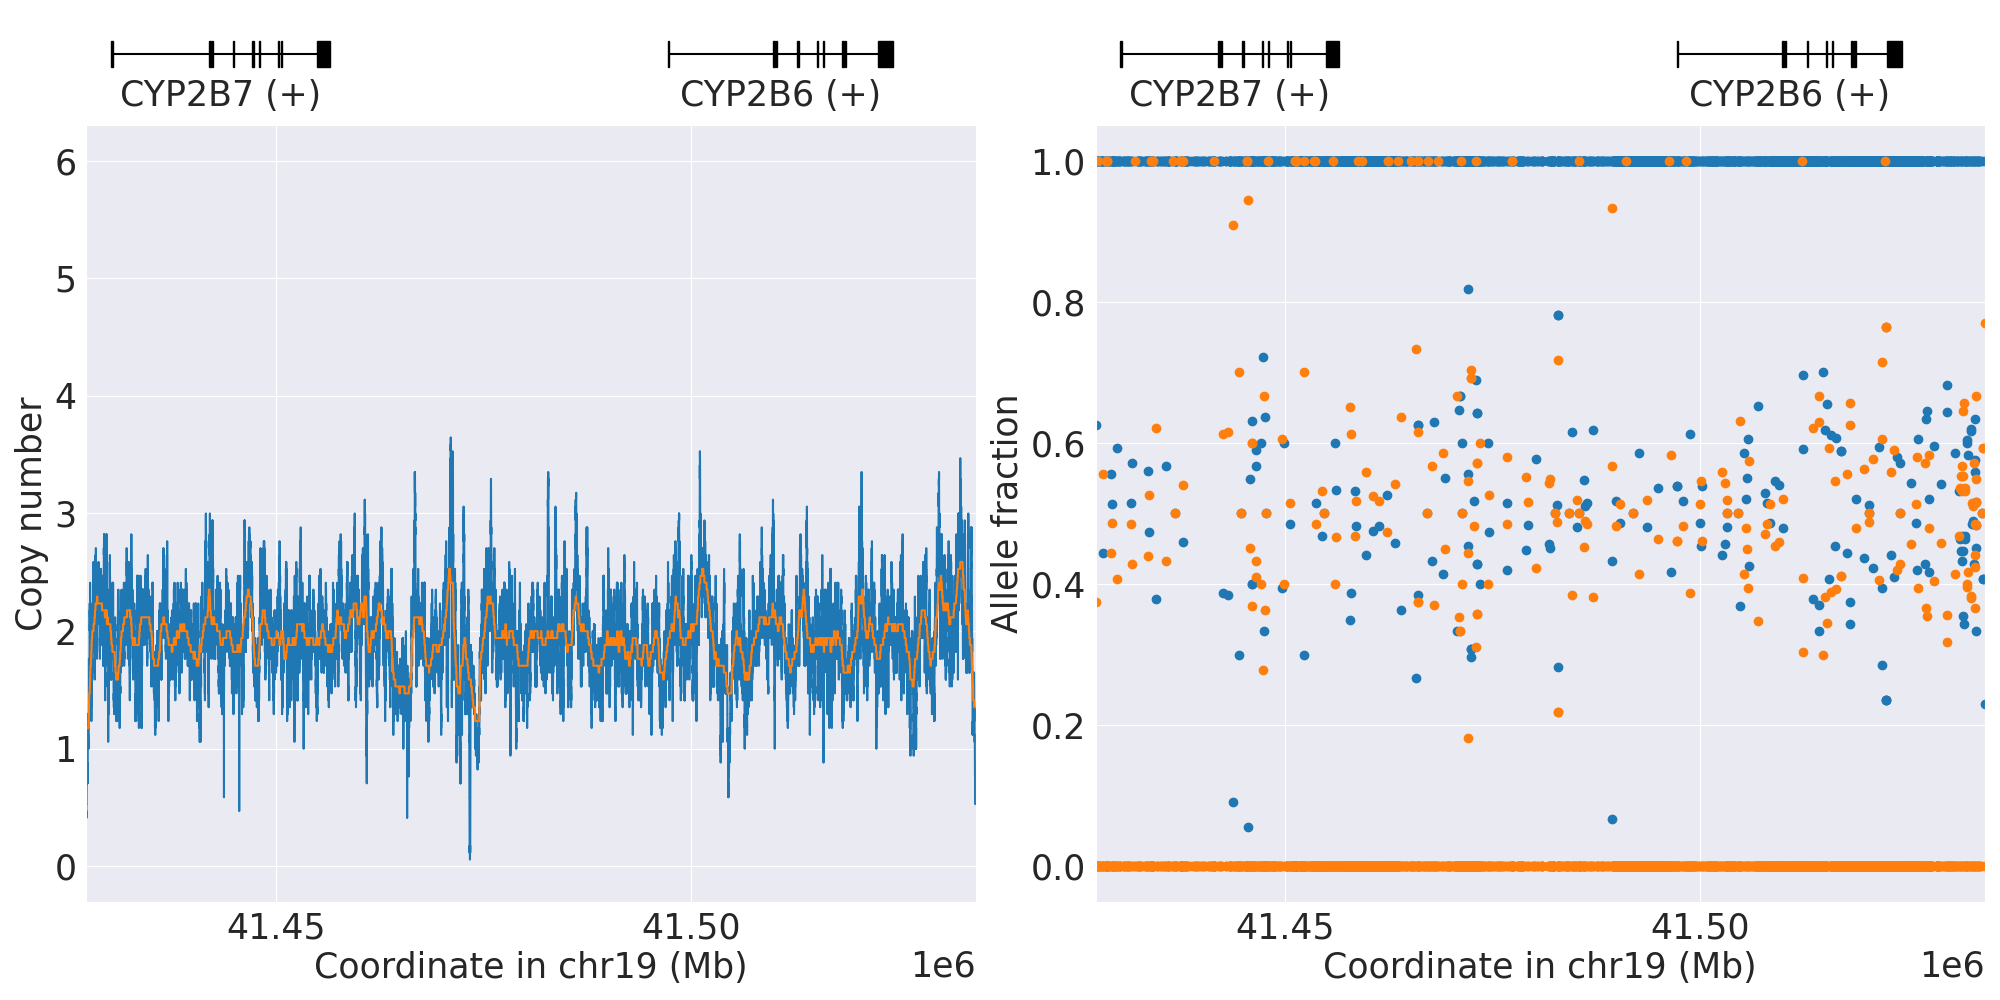 CYP2B7 (+) CYP2B6 (+)
6
5
4
3
2
1
0
Copy number
41.45 41.50
Coordinate in chr19 (Mb) 1e6
CYP2B7 (+) CYP2B6 (+)
1.0
0.8
0.6
0.4
0.2
0.0
Allele fraction
41.45 41.50
Coordinate in chr19 (Mb) 1e6